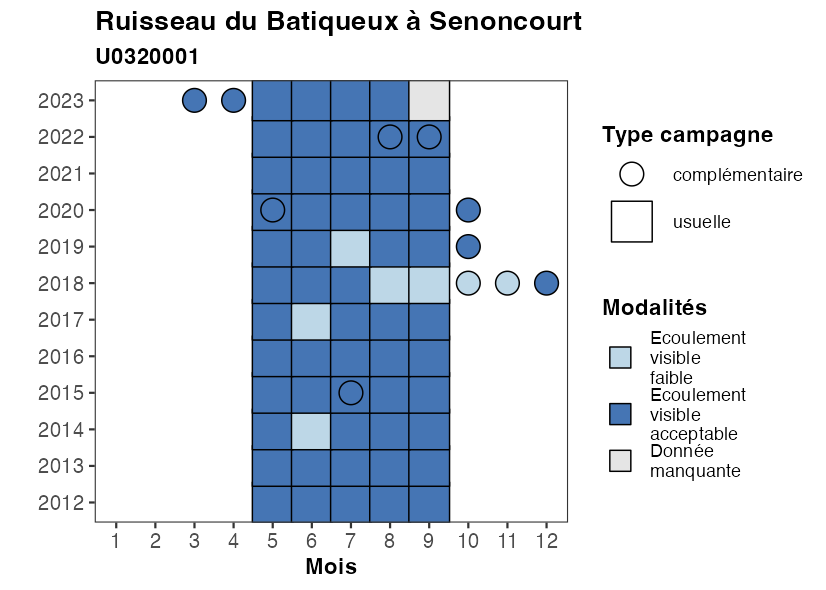 Ruisseau du Batiqueux à Senoncourt
U0320001
2023
2022
2021
2020
2019
2018
2017
2016
2015
2014
2013
2012
1 2 3 4 5 6 7 8 9 10 11 12
Mois
Type campagne
complémentaire
usuelle
Modalités
Ecoulement
visible
faible
Ecoulement
visible
acceptable
Donnée
manquante